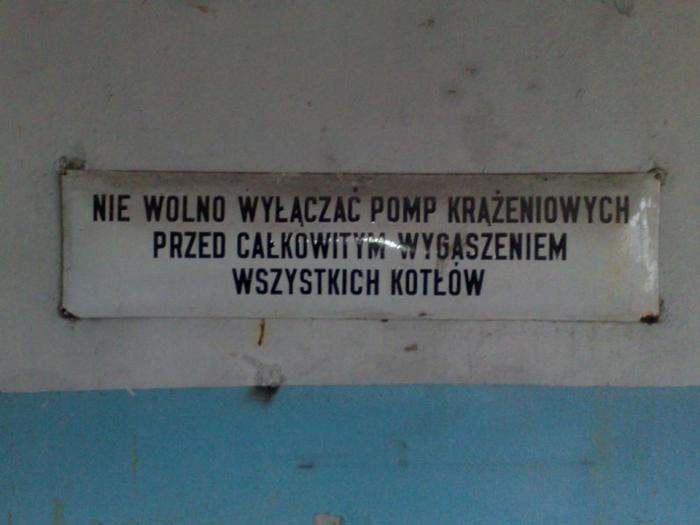 NIE WOLNO WYŁĄCZAĆ POMP KRĄŻENIOWYCH
PRZED CAŁKOWITYM WYGASZENIEM
WSZYSTKICH KOTŁÓW